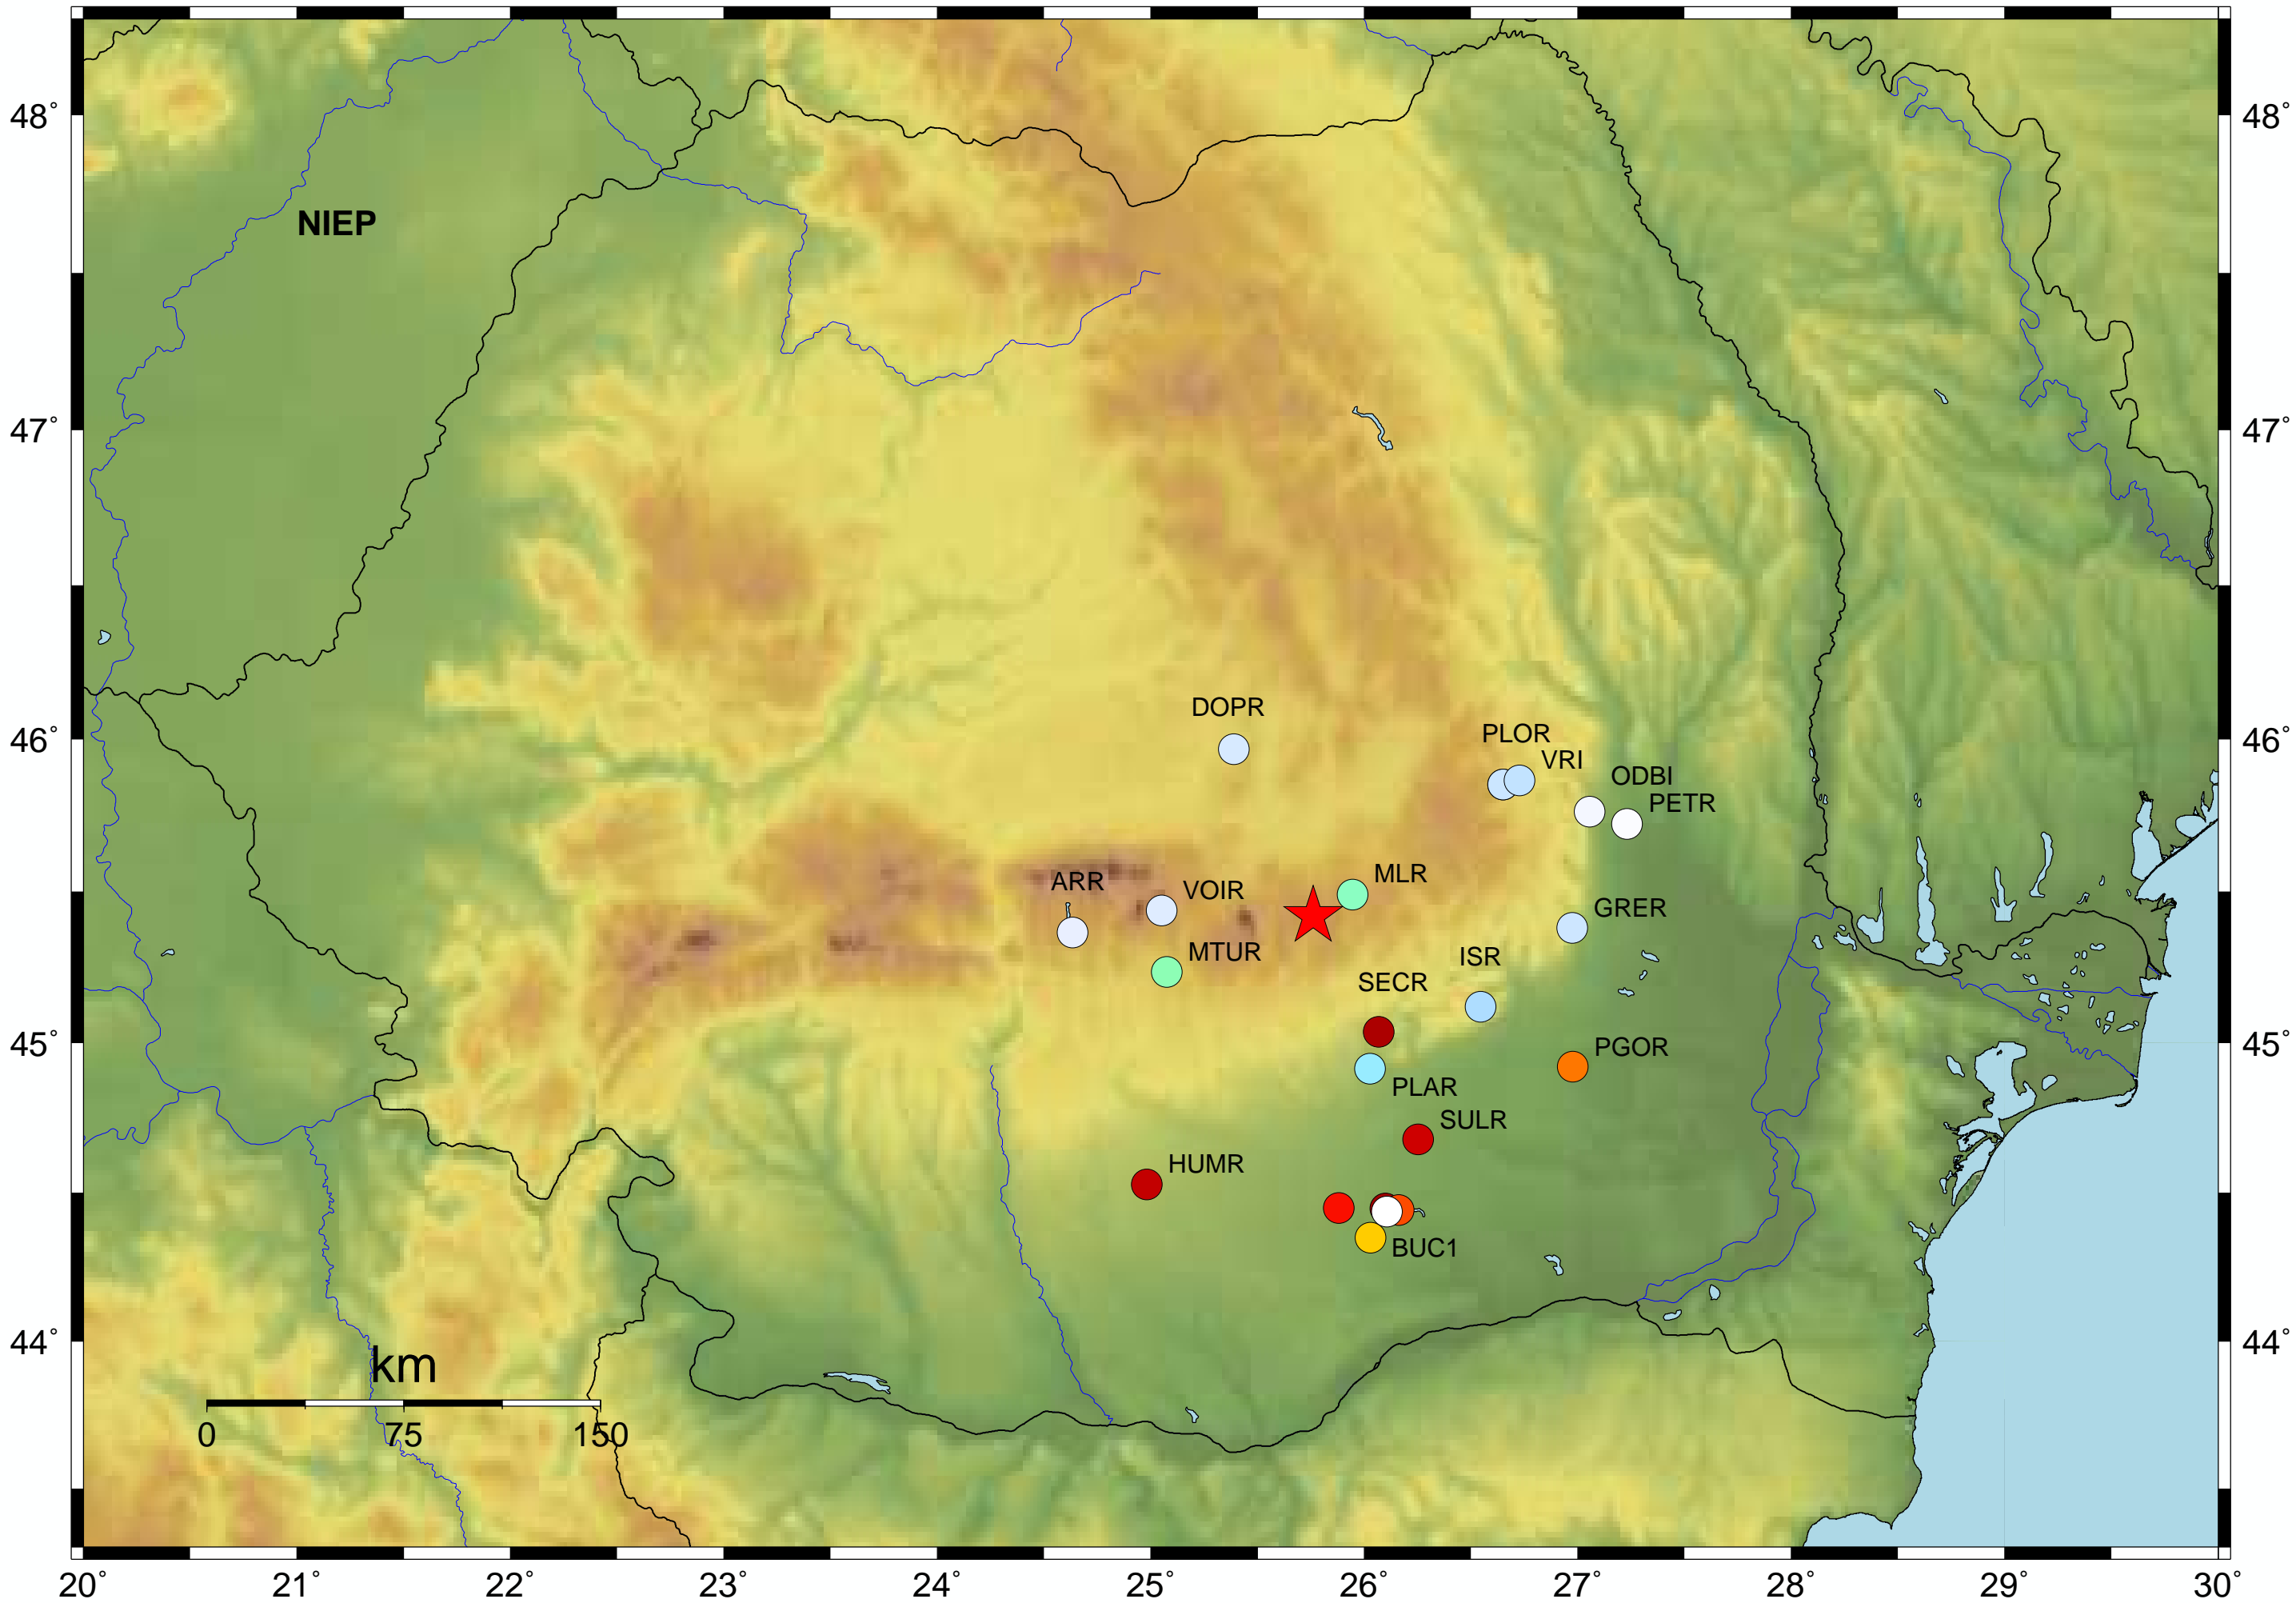 48° 48°
NIEP
47° 47°
DOPR
46° PLOR 46°
VRI
ODBI
PETR
MLR
ARR
VOIR
GRER
MTUR
ISR
SECR
45° PGOR 45°
PLAR
SULR
HUMR
BUC1
44° 44°
km
0 75 150
20° 21° 22° 23° 24° 25° 26° 27° 28° 29° 30°